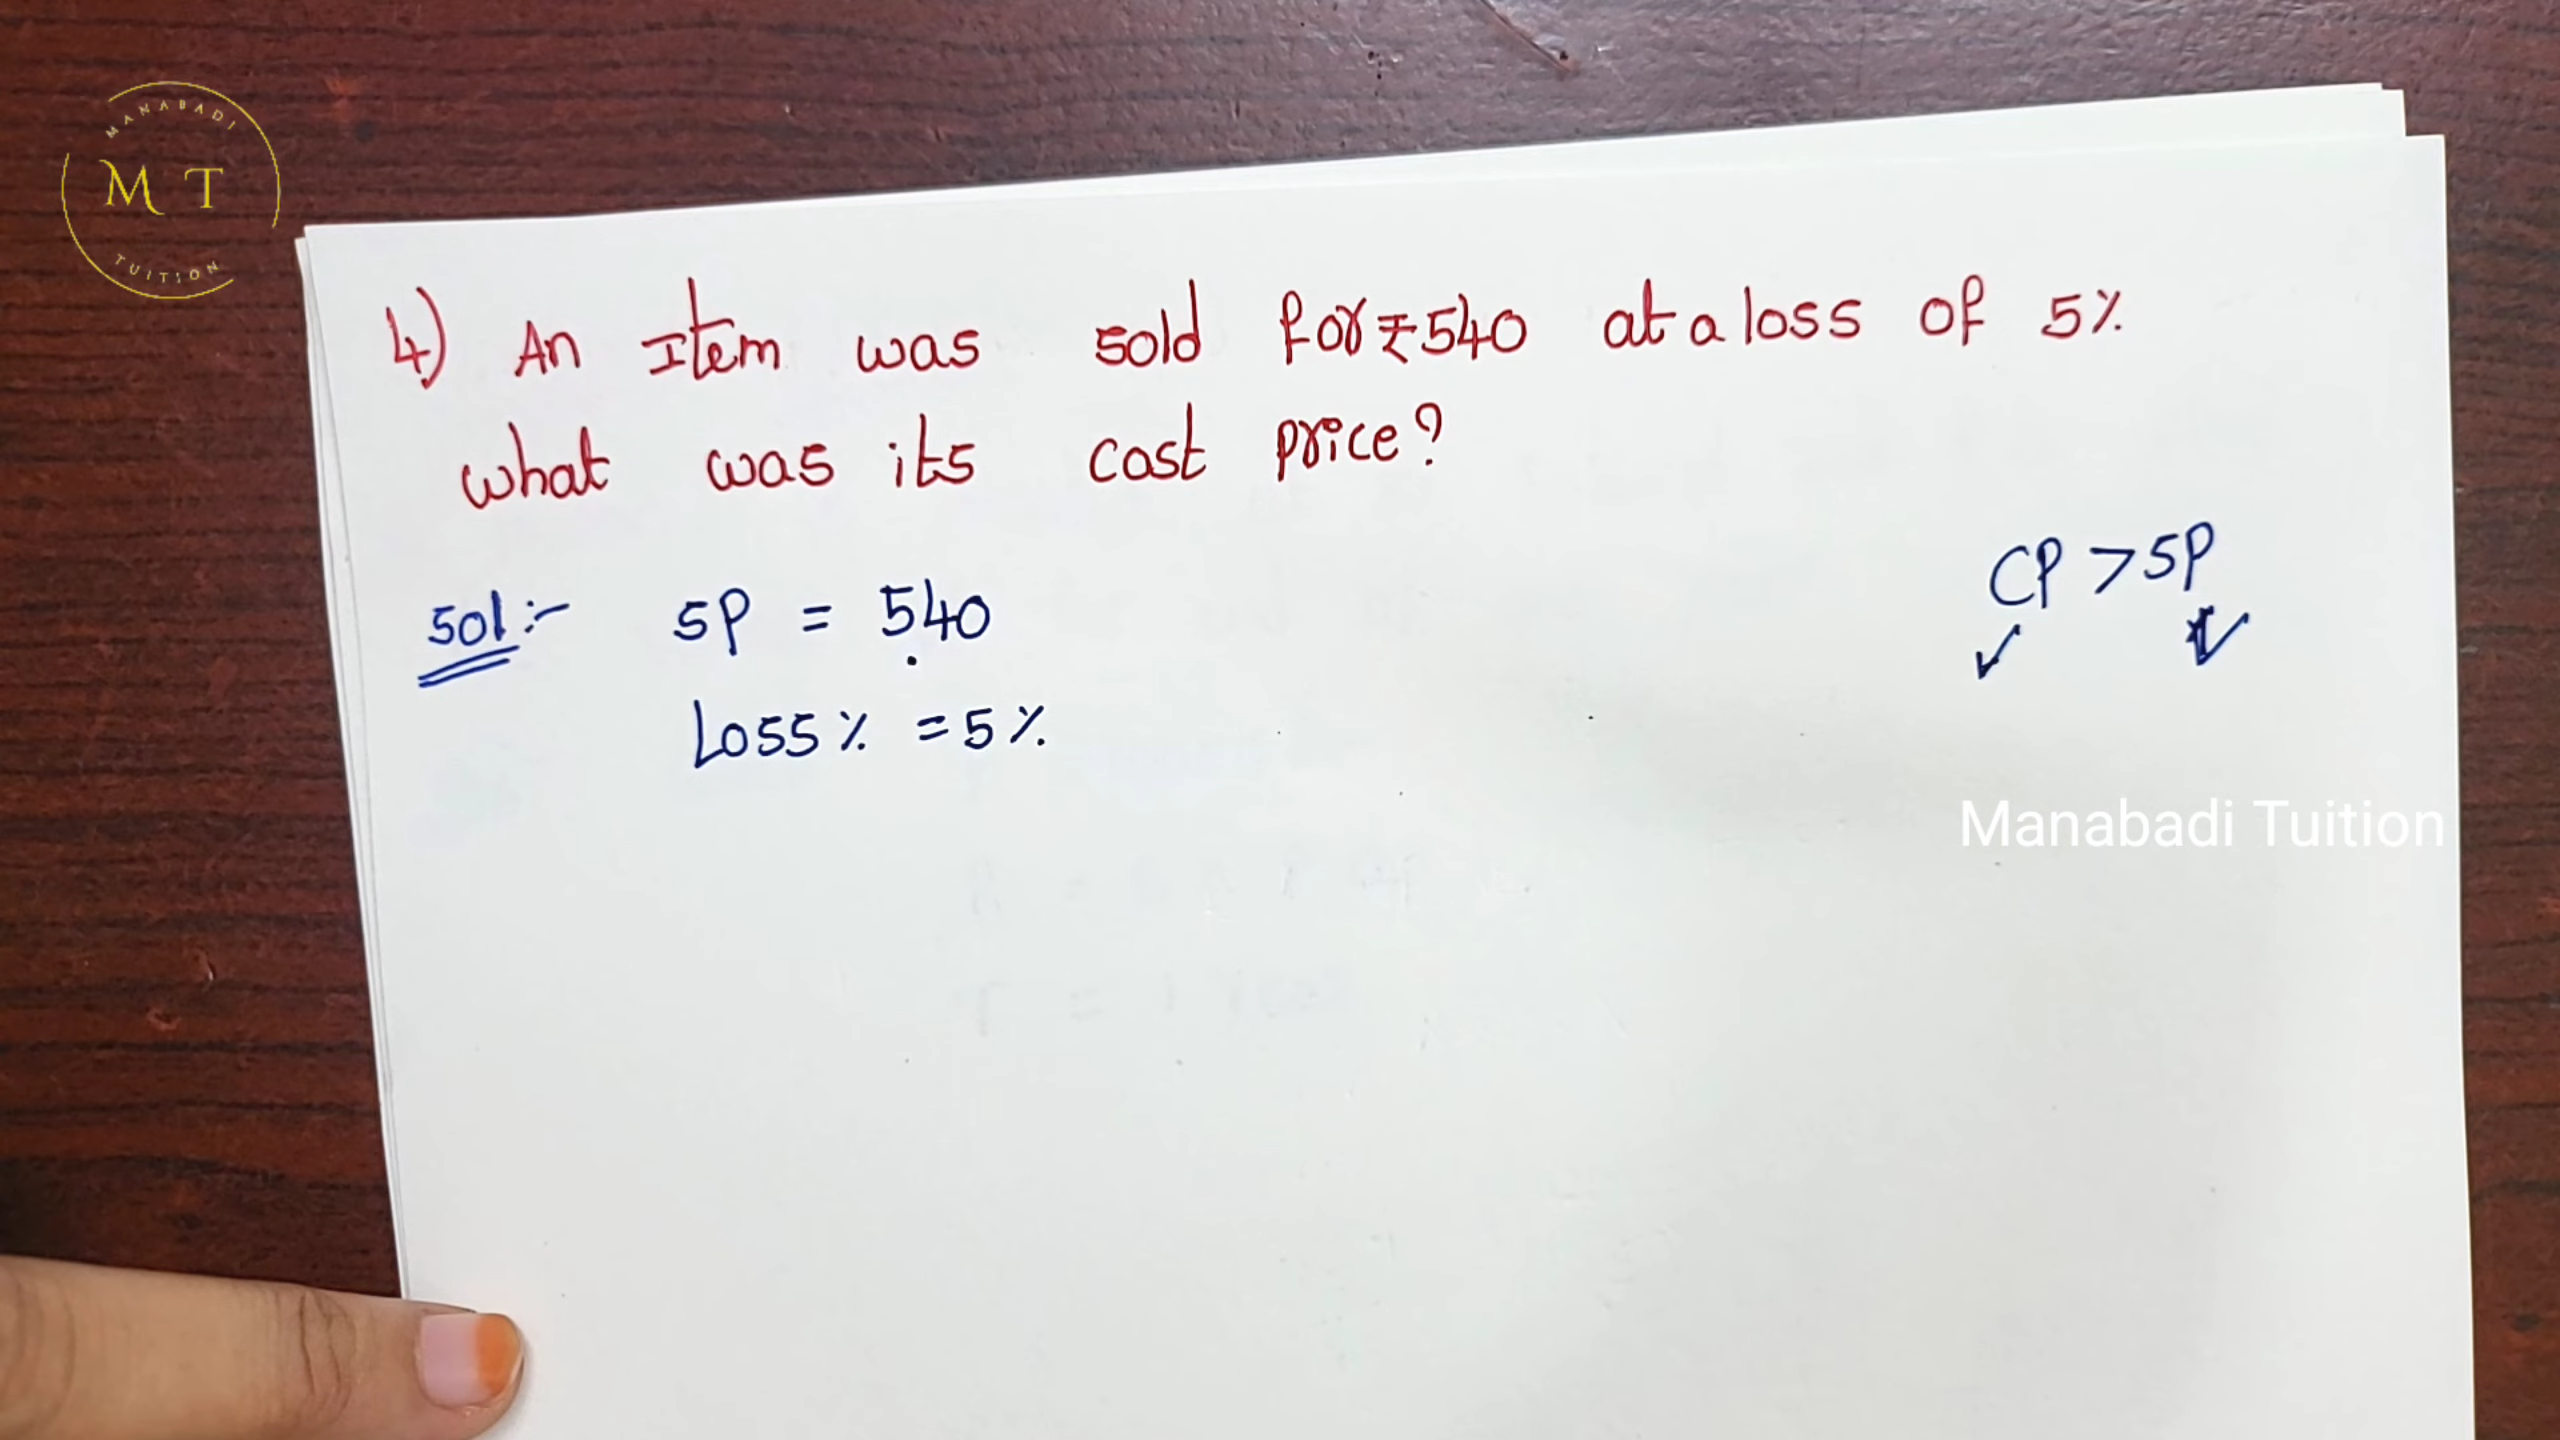 MANABADI
M T
TUITION
4) An Item was sold for ₹540 at a loss of 5%
what was its cost price?
CP > SP
Sol:- SP = 540
Loss% = 5%
Manabadi Tuition